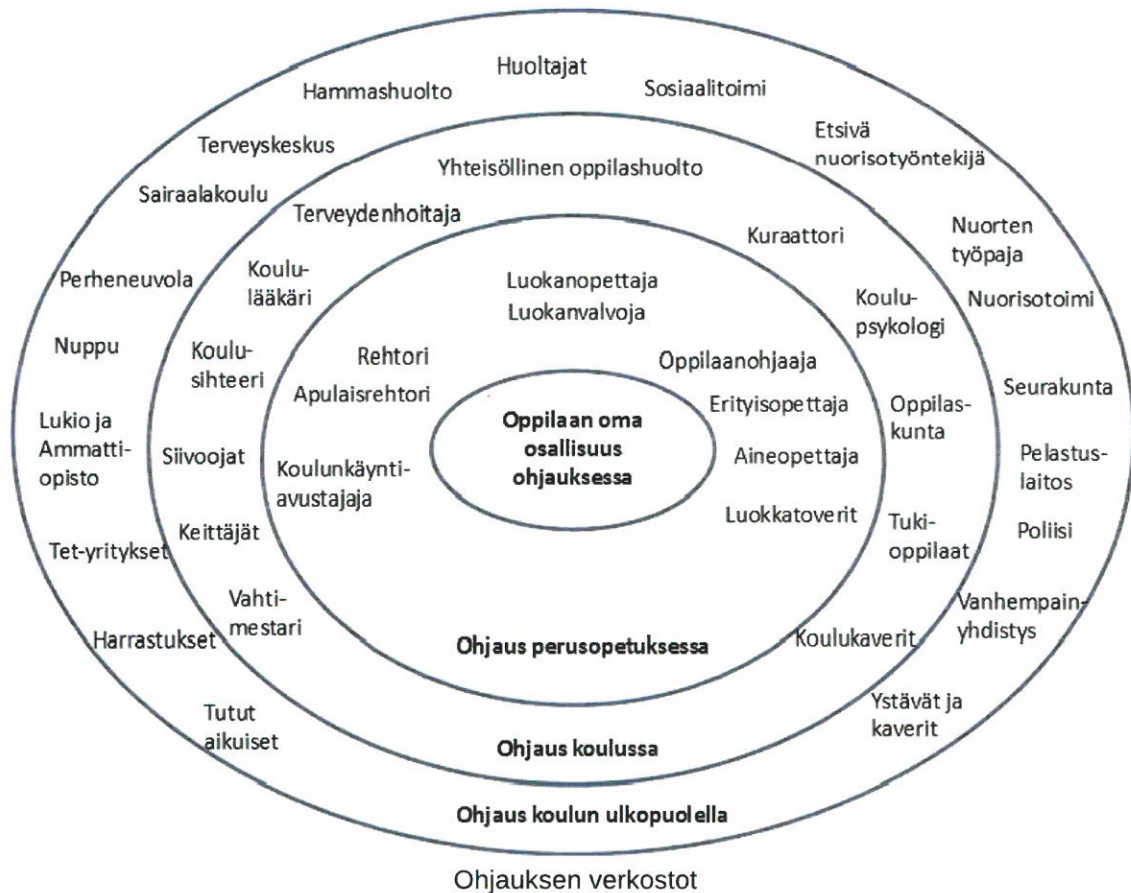 Huoltajat
Hammashuolto
Sosiaalitoimi
Terveyskeskus
Etsivä
nuorisotyöntekijä
Sairaalakoulu
Yhteisöllinen oppilashuolto
Terveydenhoitaja
Kuraattori
Nuorten
työpaja
Perheneuvola
Koulu-
lääkäri
Luokanopettaja
Luokanvalvoja
Koulu-
psykologi
Nuorisotoimi
Nuppu
Koulu-
sihteeri
Rehtori
Apulaisrehtori
Oppilaanohjaaja
Erityisopettaja
Oppilas-
kunta
Seurakunta
Lukio ja
Ammatti-
opisto
Siivoojat
Koulunkäynti-
avustajaja
Oppilaan oma
osallisuus
ohjauksessa
Aineopettaja
Pelastus-
laitos
Luokkatoverit
Tet-yritykset
Keittäjät
Tuki-
oppilaat
Poliisi
Harrastukset
Vahti-
mestari
Ohjaus perusopetuksessa
Koulukaverit
Vanhempain-
yhdistys
Tutut
aikuiset
Ohjaus koulussa
Ystävät ja
kaverit
Ohjaus koulun ulkopuolella
Ohjauksen verkostot